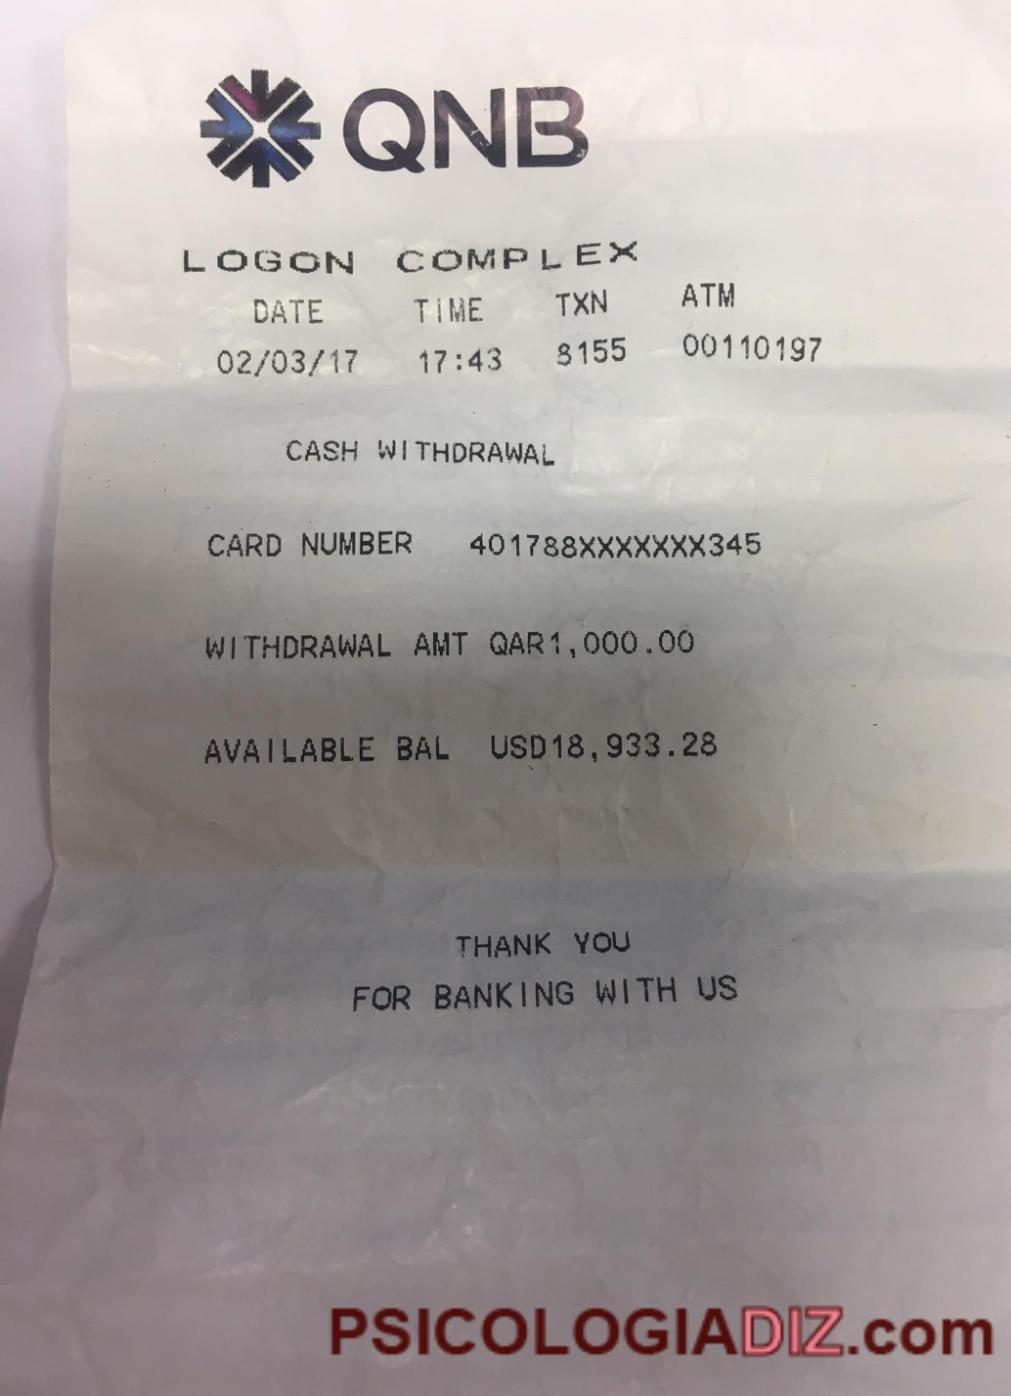 QNB
LOGON COMPLEX
DATE TIME TXN ATM
02/03/17 17:43 8155 00110197
CASH WITHDRAWAL
CARD NUMBER 401788XXXXXXX345
WITHDRAWAL AMT QAR1,000.00
AVAILABLE BAL USD18,933.28
THANK YOU
FOR BANKING WITH US
PSICOLOGIADIZ.com